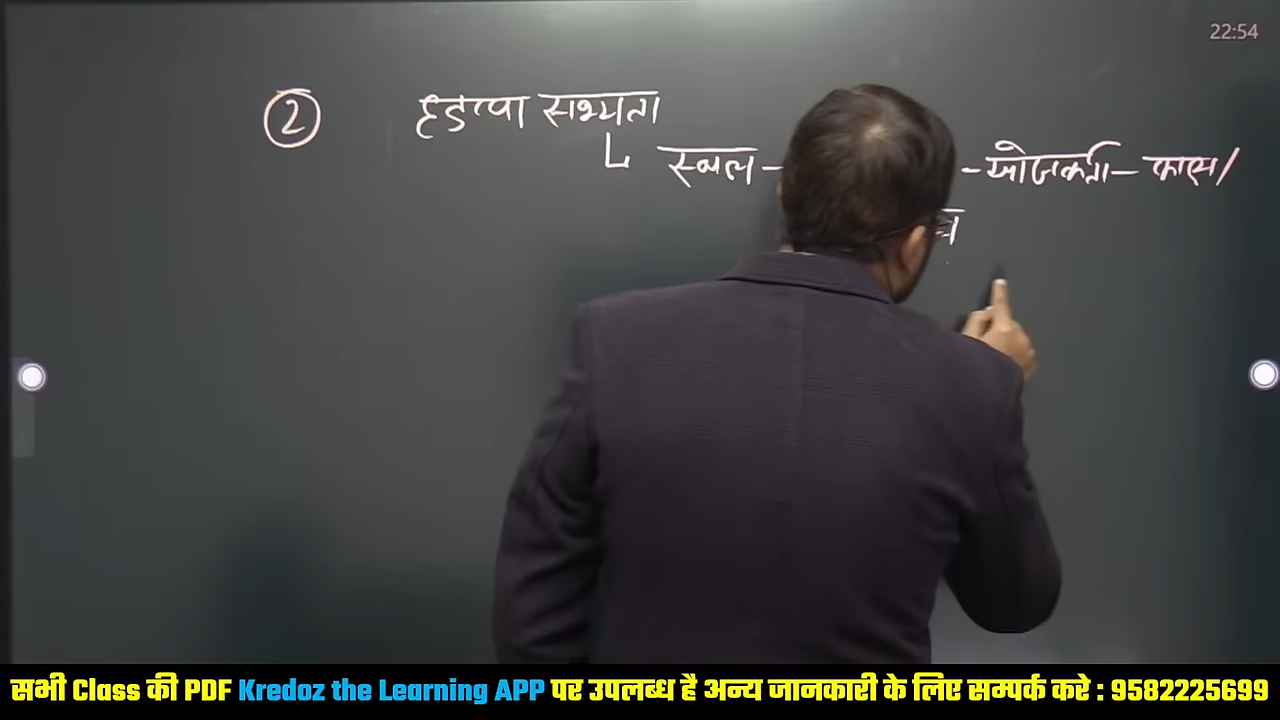 22:54
② हडप्पा सभ्यता
स्थल - - खोजकर्ता - काल /
सभी Class की PDF Kredoz the Learning APP पर उपलब्ध है अन्य जानकारी के लिए सम्पर्क करे : 9582225699